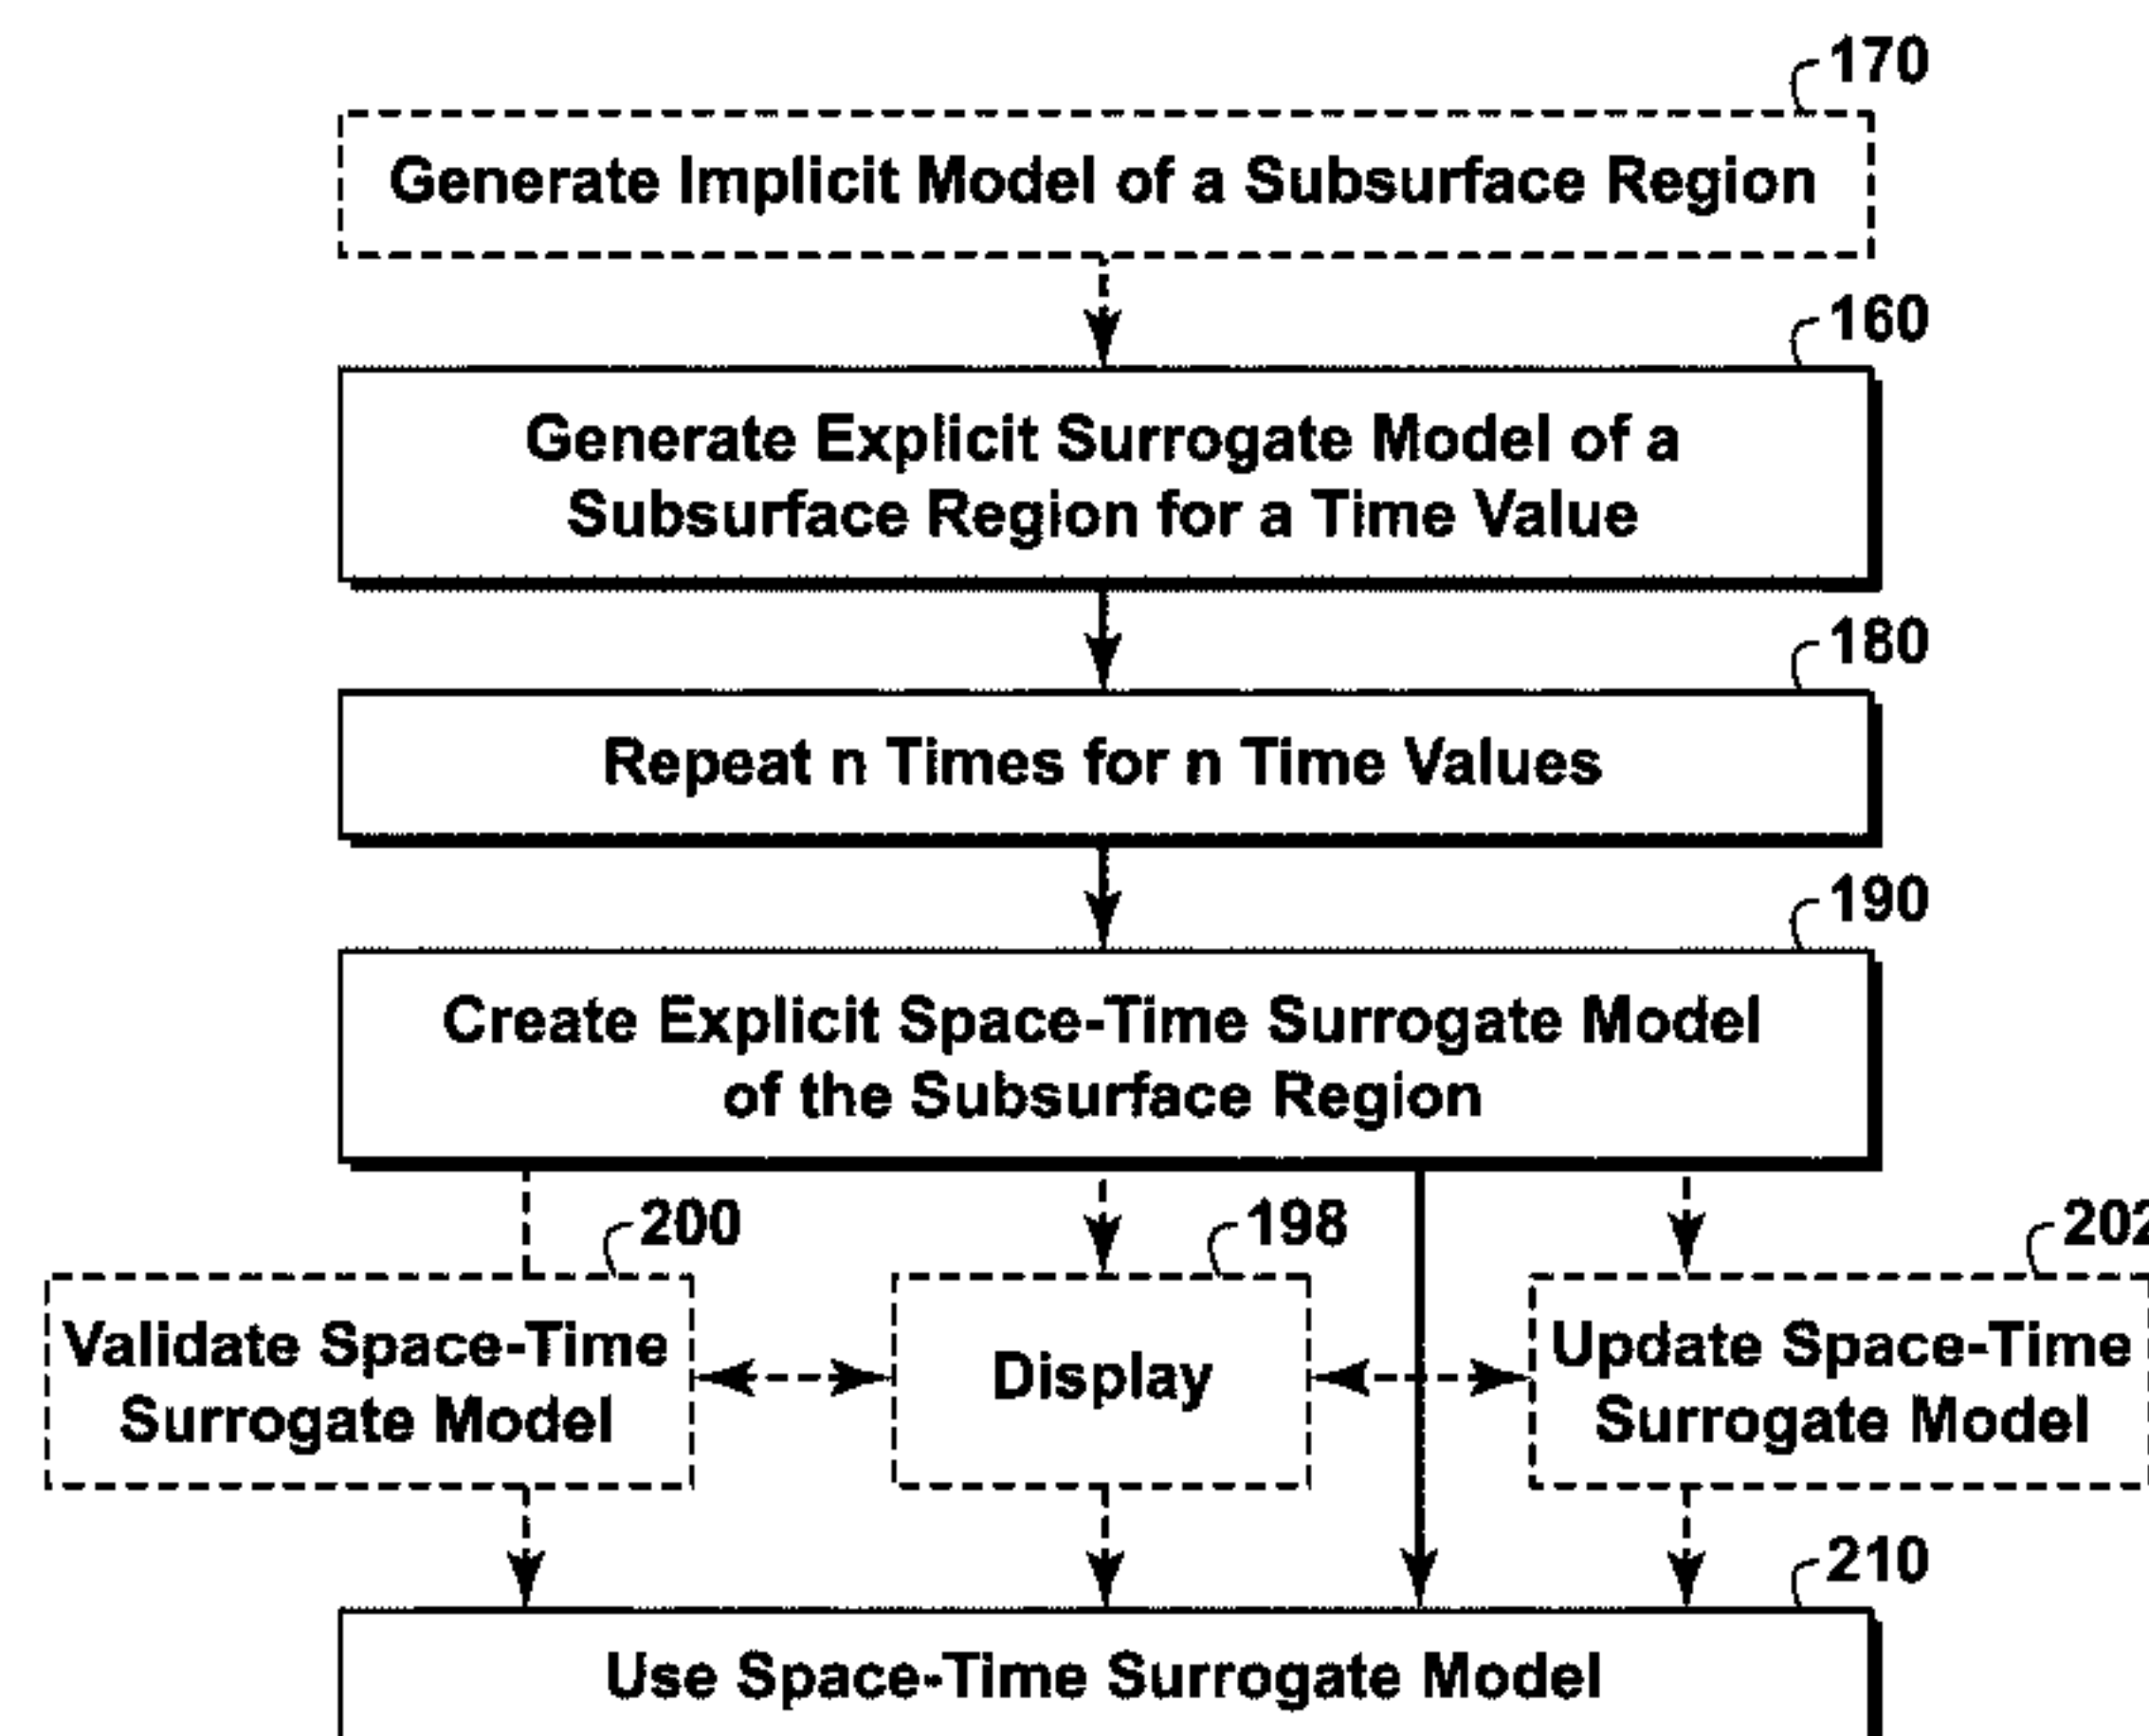 170
Generate Implicit Model of a Subsurface Region
160
Generate Explicit Surrogate Model of a
Subsurface Region for a Time Value
180
Repeat n Times for n Time Values
190
Create Explicit Space-Time Surrogate Model
of the Subsurface Region
200
198
202
Validate Space-Time
Surrogate Model
Display
Update Space-Time
Surrogate Model
210
Use Space-Time Surrogate Model